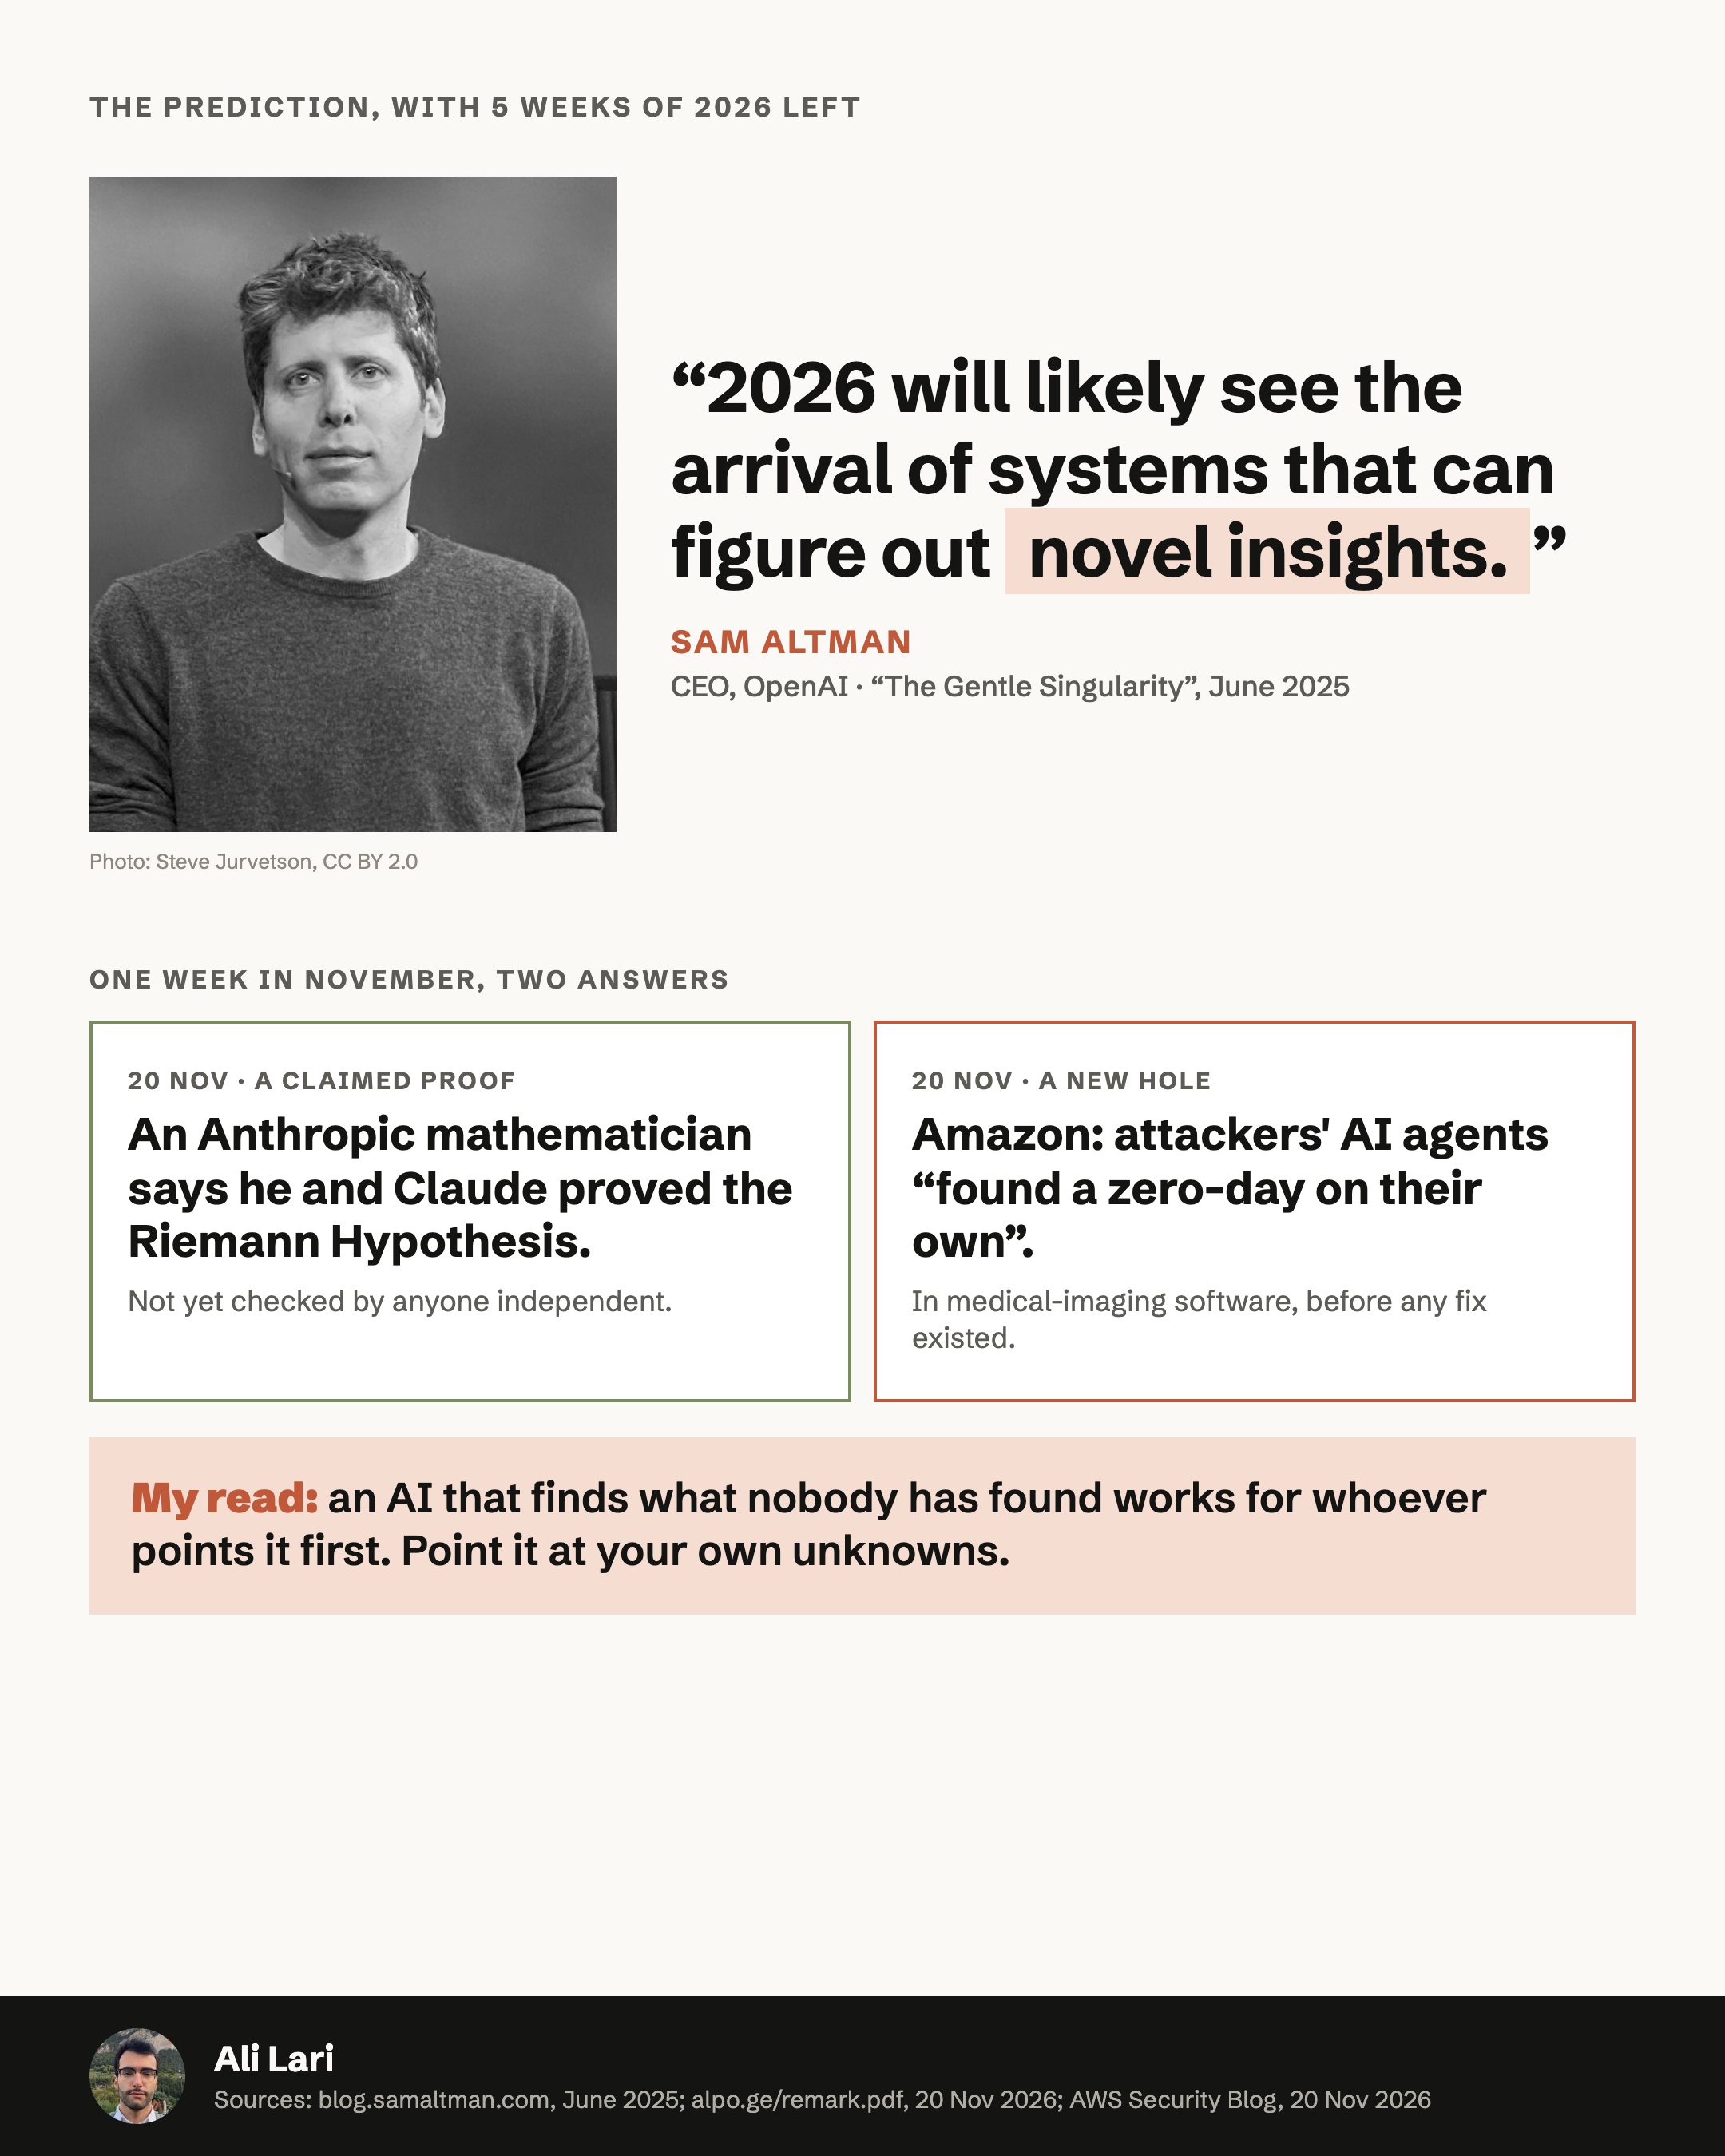 THE PREDICTION, WITH 5 WEEKS OF 2026 LEFT
“2026 will likely see the
arrival of systems that can
figure out novel insights.”
SAM ALTMAN
CEO, OpenAI · “The Gentle Singularity”, June 2025
Photo: Steve Jurvetson, CC BY 2.0
ONE WEEK IN NOVEMBER, TWO ANSWERS
20 NOV · A CLAIMED PROOF
An Anthropic mathematician
says he and Claude proved the
Riemann Hypothesis.
Not yet checked by anyone independent.
20 NOV · A NEW HOLE
Amazon: attackers' AI agents
“found a zero-day on their
own”.
In medical-imaging software, before any fix
existed.
My read: an AI that finds what nobody has found works for whoever
points it first. Point it at your own unknowns.
Ali Lari
Sources: blog.samaltman.com, June 2025; alpo.ge/remark.pdf, 20 Nov 2026; AWS Security Blog, 20 Nov 2026